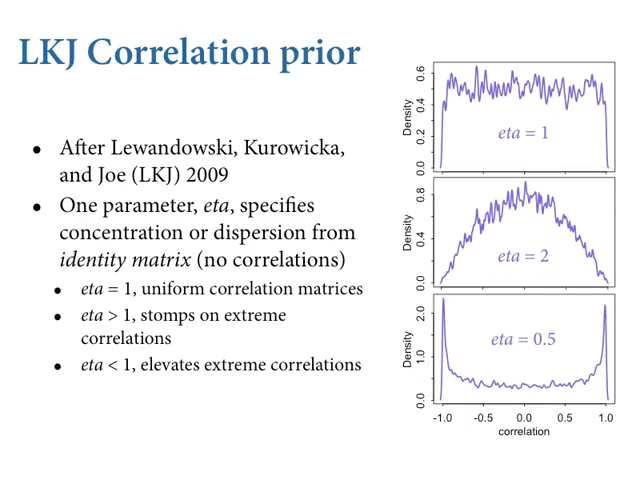 LKJ Correlation prior
• After Lewandowski, Kurowicka,
and Joe (LKJ) 2009
• One parameter, eta, specifies
concentration or dispersion from
identity matrix (no correlations)
• eta = 1, uniform correlation matrices
• eta > 1, stomps on extreme
correlations
• eta < 1, elevates extreme correlations
Density
0.0 0.2 0.4 0.6
eta = 1
Density
0.0 0.4 0.8
eta = 2
Density
0.0 1.0 2.0
eta = 0.5
-1.0 -0.5 0.0 0.5 1.0
correlation